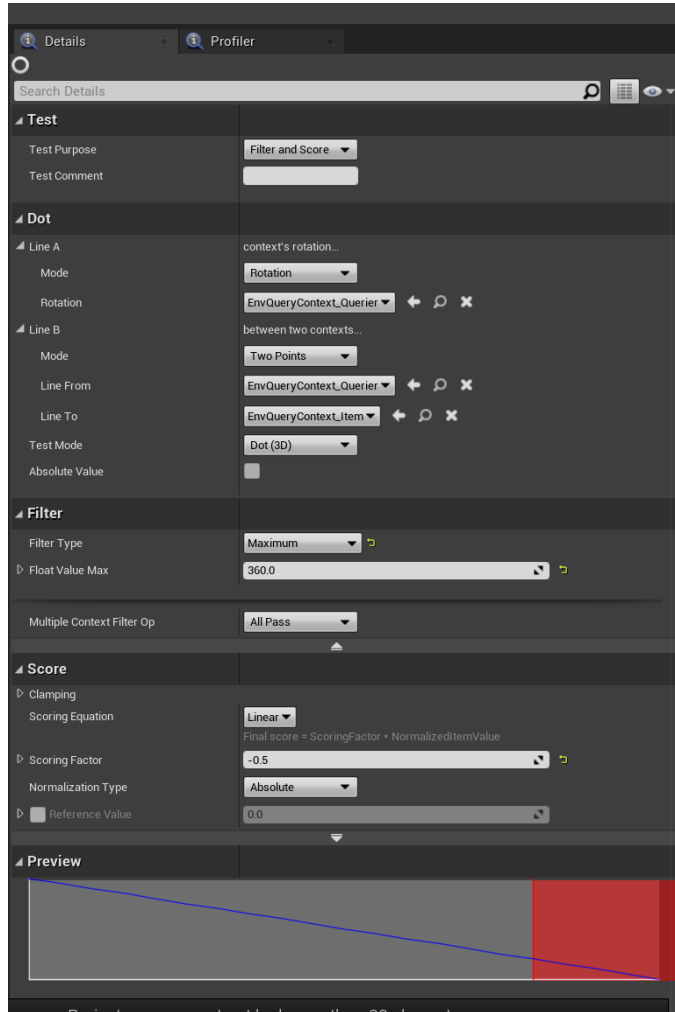 Details
Profiler
Search Details
Test
Test Purpose Filter and Score
Test Comment
Dot
Line A context's rotation...
Mode Rotation
Rotation EnvQueryContext_Querier
Line B between two contexts...
Mode Two Points
Line From EnvQueryContext_Querier
Line To EnvQueryContext_Item
Test Mode Dot (3D)
Absolute Value
Filter
Filter Type Maximum
Float Value Max 360.0
Multiple Context Filter Op All Pass
Score
Clamping
Scoring Equation Linear
Final score = ScoringFactor * NormalizedItemValue
Scoring Factor -0.5
Normalization Type Absolute
Reference Value 0.0
Preview